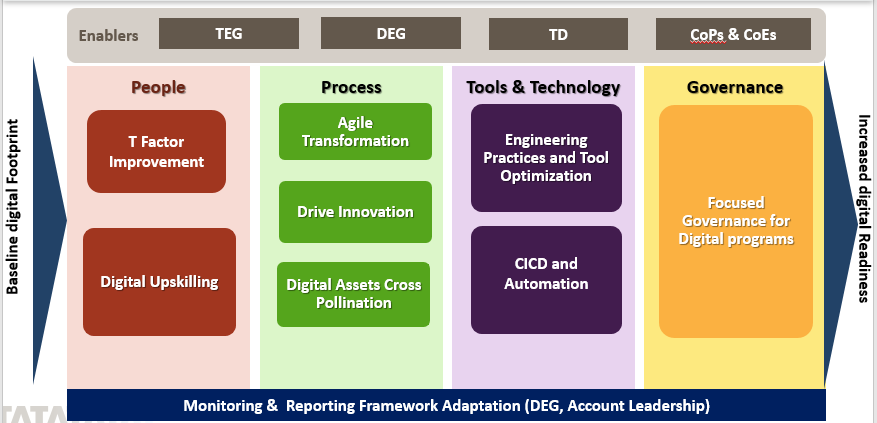 Enablers
TEG
DEG
TD
CoPs & CoEs
Baseline digital Footprint
People
T Factor
Improvement
Digital Upskilling
Process
Agile
Transformation
Drive Innovation
Digital Assets Cross
Pollination
Tools & Technology
Engineering
Practices and Tool
Optimization
CICD and
Automation
Governance
Focused
Governance for
Digital programs
Increased digital Readiness
Monitoring & Reporting Framework Adaptation (DEG, Account Leadership)
TATA